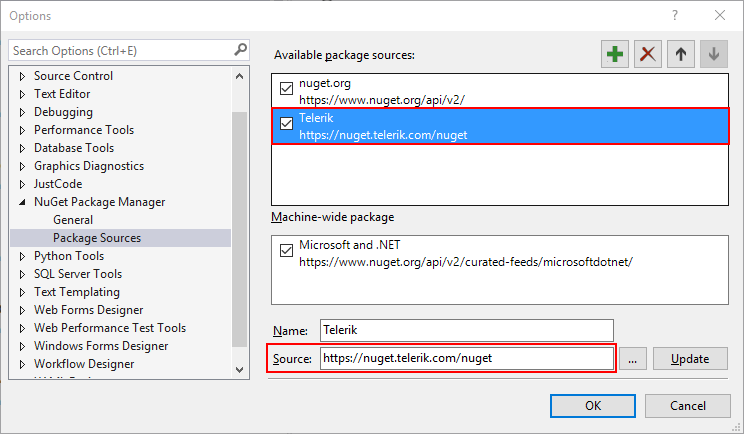 Options
Search Options (Ctrl+E)
Source Control
Text Editor
Debugging
Performance Tools
Database Tools
Graphics Diagnostics
JustCode
NuGet Package Manager
General
Package Sources
Python Tools
SQL Server Tools
Text Templating
Web Forms Designer
Web Performance Test Tools
Windows Forms Designer
Workflow Designer
Available package sources:
nuget.org
https://www.nuget.org/api/v2/
Telerik
https://nuget.telerik.com/nuget
Machine-wide package
Microsoft and .NET
https://www.nuget.org/api/v2/curated-feeds/microsoftdotnet/
Name: Telerik
Source: https://nuget.telerik.com/nuget ... Update
OK Cancel